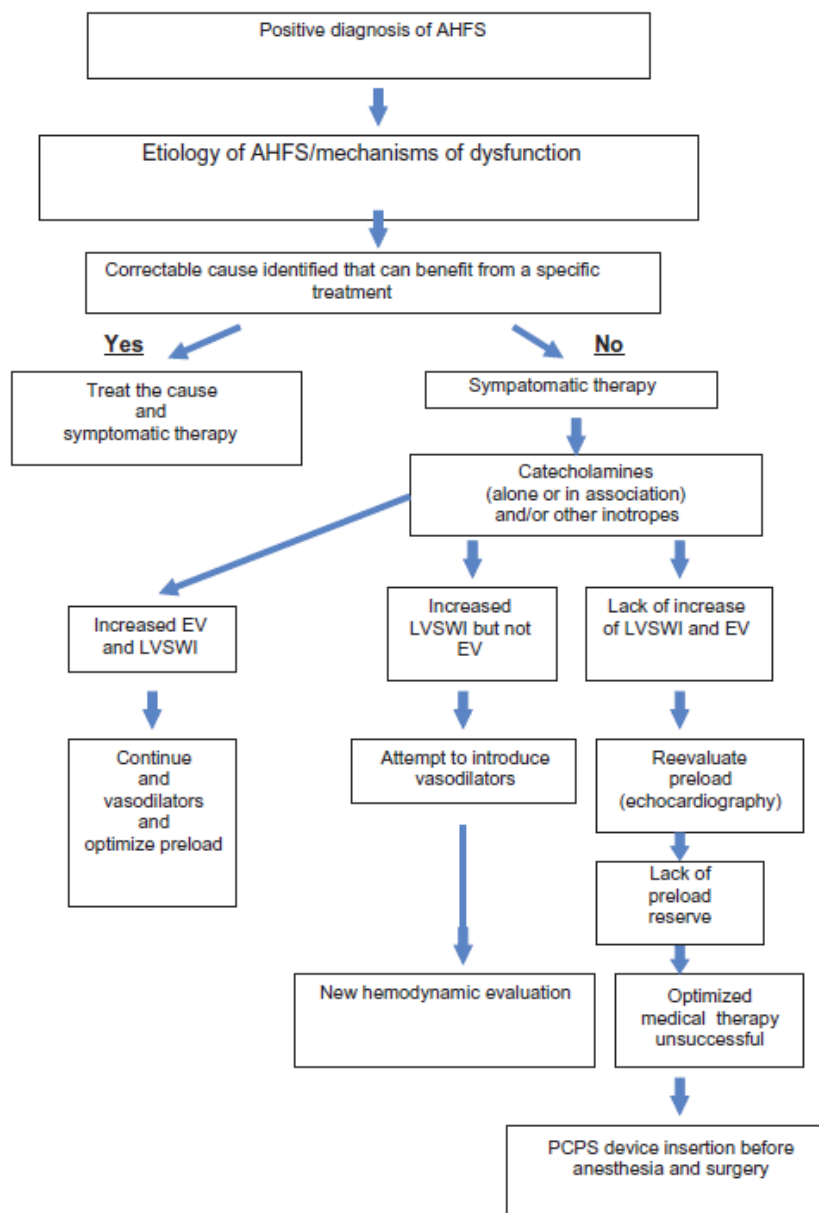 Positive diagnosis of AHFS
Etiology of AHFS/mechanisms of dysfunction
Correctable cause identified that can benefit from a specific
treatment
Yes
No
Treat the cause
and
symptomatic therapy
Sympatomatic therapy
Catecholamines
(alone or in association)
and/or other inotropes
Increased EV
and LVSWI
Increased
LVSWI but not
EV
Lack of increase
of LVSWI and EV
Continue
and
vasodilators
and
optimize preload
Attempt to introduce
vasodilators
Reevaluate
preload
(echocardiography)
Lack of
preload
reserve
New hemodynamic evaluation
Optimized
medical therapy
unsuccessful
PCPS device insertion before
anesthesia and surgery